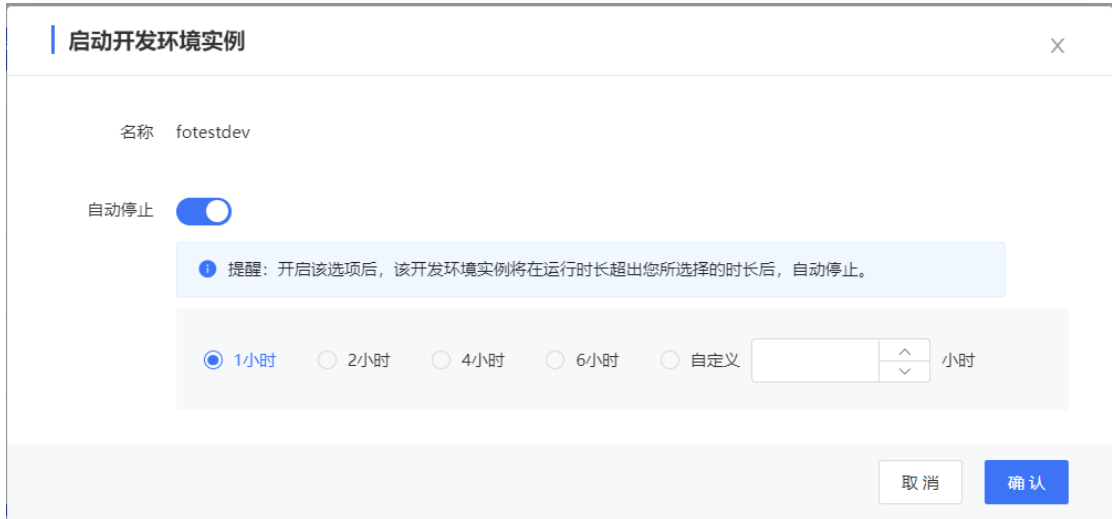 启动开发环境实例
名称 fotestdev
自动停止
提醒：开启该选项后，该开发环境实例将在运行时长超出您所选择的时长后，自动停止。
1小时 2小时 4小时 6小时 自定义 小时
取消 确认